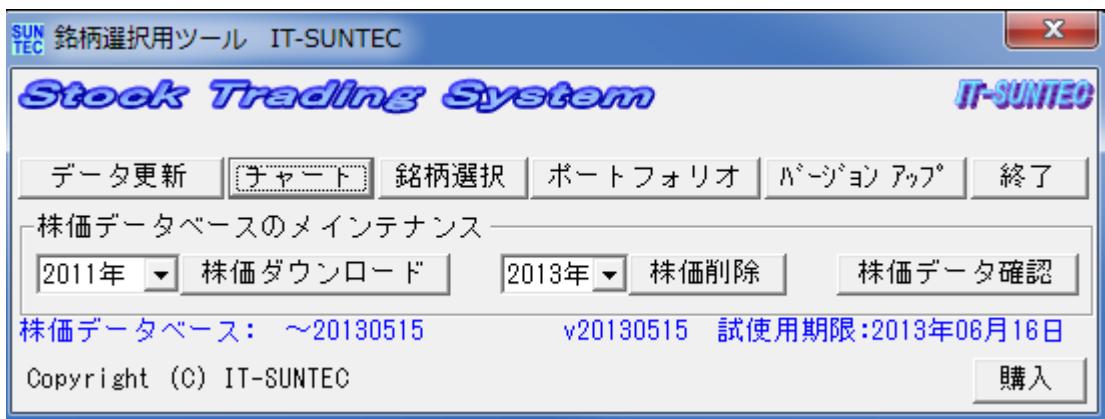 SUN TEC 銘柄選択用ツール IT-SUNTEC
Stock Trading System IT-SUNTEC
データ更新 チャート 銘柄選択 ポートフォリオ バージョン アップ 終了
株価データベースのメインテナンス
2011年 株価ダウンロード 2013年 株価削除 株価データ確認
株価データベース: ~20130515 v20130515 試使用期限:2013年06月16日
Copyright (C) IT-SUNTEC 購入